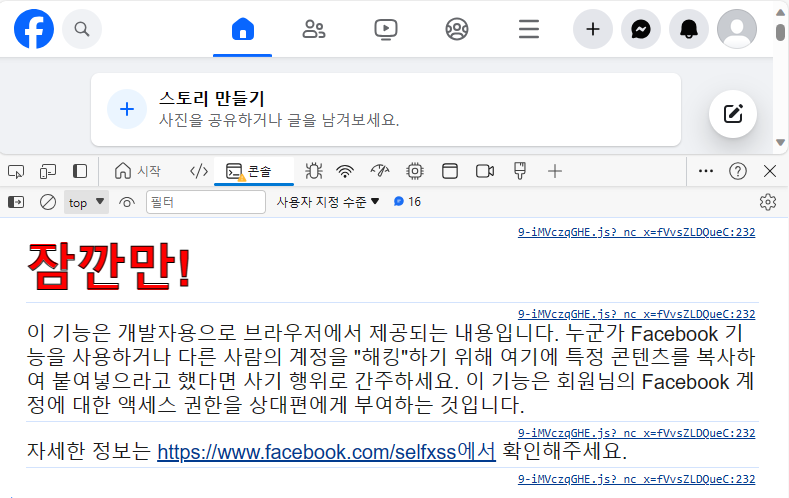 스토리 만들기
사진을 공유하거나 글을 남겨보세요.
시작
콘솔
top
필터
사용자 지정 수준
16
9-iMVczqGHE.js?_nc_x=fVvsZLDQueC:232
잠깐만!
9-iMVczqGHE.js?_nc_x=fVvsZLDQueC:232
이 기능은 개발자용으로 브라우저에서 제공되는 내용입니다. 누군가 Facebook 기
능을 사용하거나 다른 사람의 계정을 "해킹"하기 위해 여기에 특정 콘텐츠를 복사하
여 붙여넣으라고 했다면 사기 행위로 간주하세요. 이 기능은 회원님의 Facebook 계
정에 대한 액세스 권한을 상대편에게 부여하는 것입니다.
9-iMVczqGHE.js?_nc_x=fVvsZLDQueC:232
자세한 정보는 https://www.facebook.com/selfxss에서 확인해주세요.
9-iMVczqGHE.js?_nc_x=fVvsZLDQueC:232